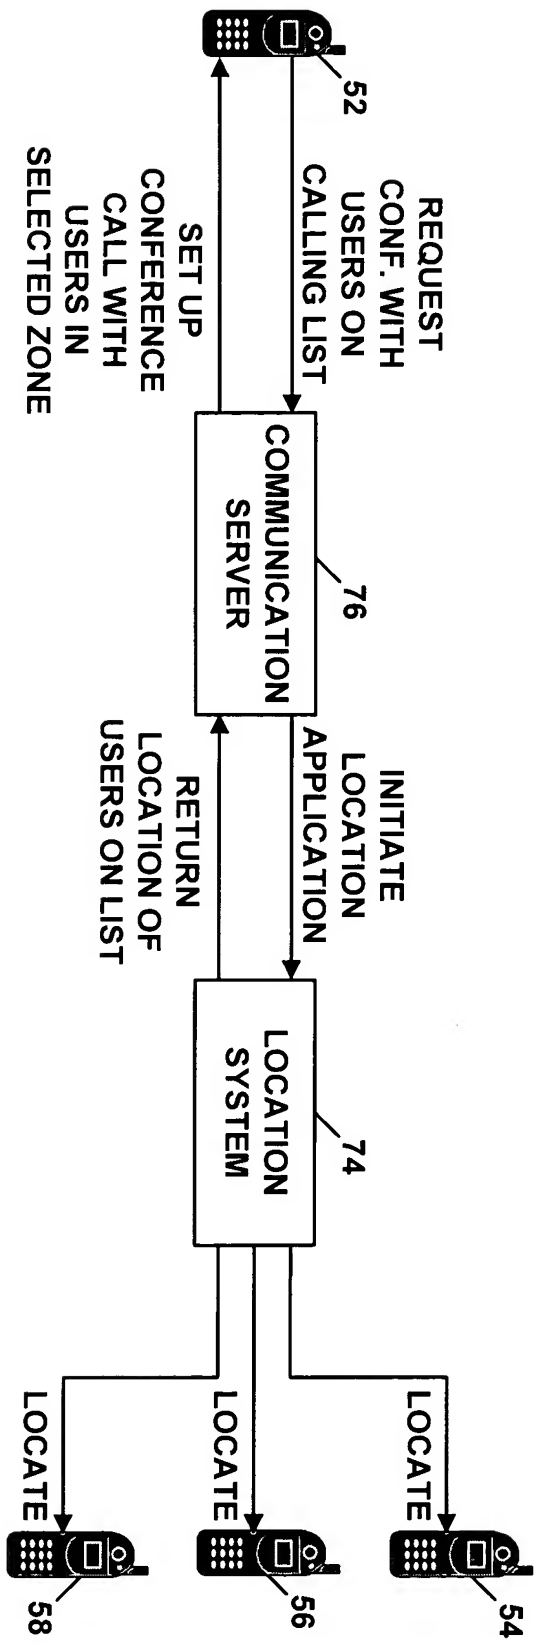 52
REQUEST
CONF. WITH
USERS ON
CALLING LIST
SET UP
CONFERENCE
CALL WITH
USERS IN
SELECTED ZONE
76
COMMUNICATION
SERVER
INITIATE
LOCATION
APPLICATION
RETURN
LOCATION OF
USERS ON LIST
74
LOCATION
SYSTEM
LOCATE
54
LOCATE
56
LOCATE
58